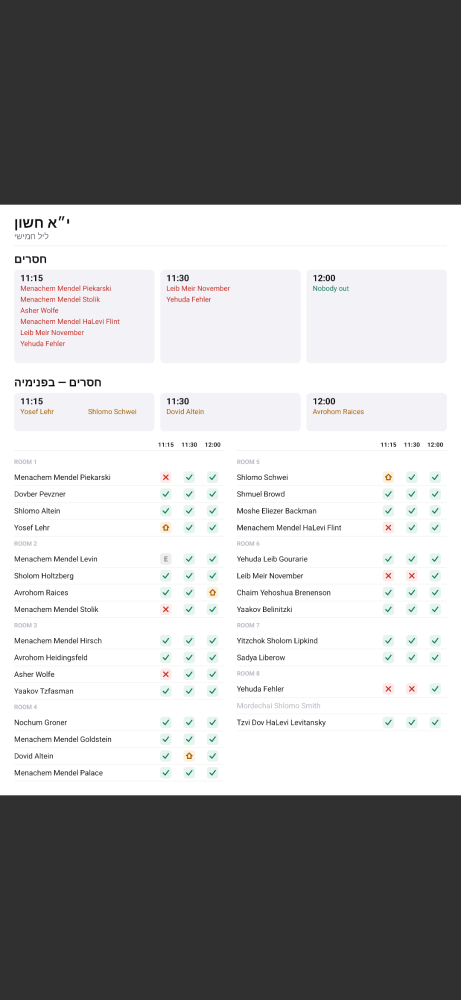 י״א חשון
ליל חמישי
חסרים
11:15
Menachem Mendel Piekarski
Menachem Mendel Stolik
Asher Wolfe
Menachem Mendel HaLevi Flint
Leib Meir November
Yehuda Fehler
11:30
Leib Meir November
Yehuda Fehler
12:00
Nobody out
חסרים – בפנימיה
11:15
Yosef Lehr Shlomo Schwei
11:30
Dovid Altein
12:00
Avrohom Raices
11:15 11:30 12:00
ROOM 1
Menachem Mendel Piekarski
Dovber Pevzner
Shlomo Altein
Yosef Lehr
ROOM 2
Menachem Mendel Levin E
Sholom Holtzberg
Avrohom Raices
Menachem Mendel Stolik
ROOM 3
Menachem Mendel Hirsch
Avrohom Heidingsfeld
Asher Wolfe
Yaakov Tzfasman
ROOM 4
Nochum Groner
Menachem Mendel Goldstein
Dovid Altein
Menachem Mendel Palace
11:15 11:30 12:00
ROOM 5
Shlomo Schwei
Shmuel Browd
Moshe Eliezer Backman
Menachem Mendel HaLevi Flint
ROOM 6
Yehuda Leib Gourarie
Leib Meir November
Chaim Yehoshua Brenenson
Yaakov Belinitzki
ROOM 7
Yitzchok Sholom Lipkind
Sadya Liberow
ROOM 8
Yehuda Fehler
Mordechai Shlomo Smith
Tzvi Dov HaLevi Levitansky